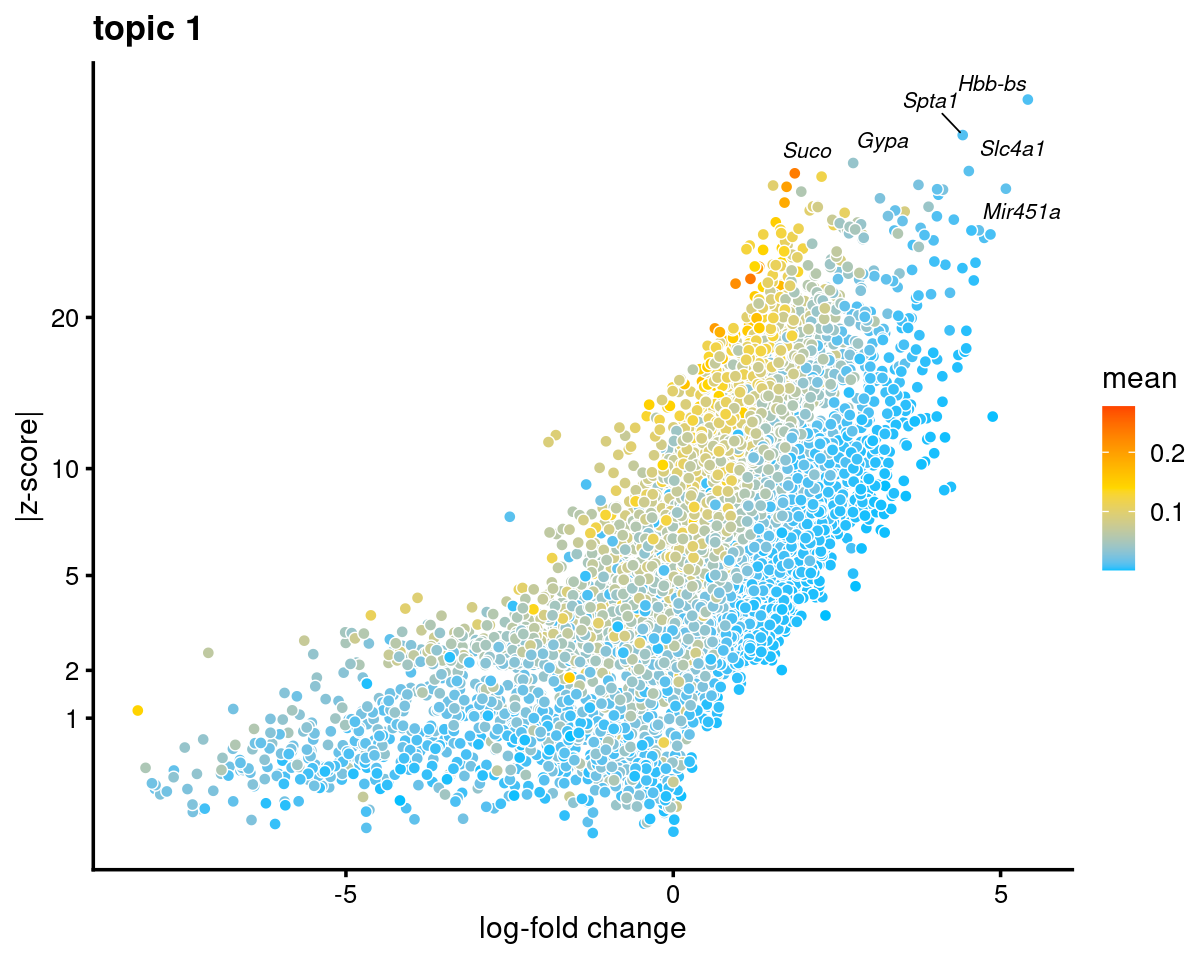 topic 1
Hbb-bs
Spta1
Suco
Gypa
Slc4a1
Mir451a
20
10
5
2
1
|z-score|
-5
0
5
log-fold change
mean
0.2
0.1